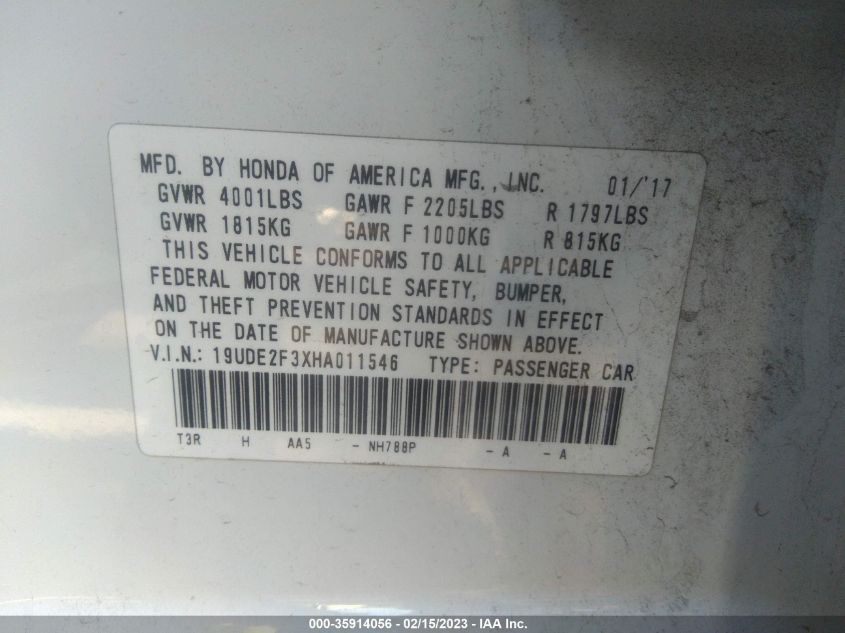 MFD. BY HONDA OF AMERICA MFG., INC. 01/'17
GVWR 4001LBS GAWR F 2205LBS R 1797LBS
GVWR 1815KG GAWR F 1000KG R 815KG
THIS VEHICLE CONFORMS TO ALL APPLICABLE
FEDERAL MOTOR VEHICLE SAFETY, BUMPER,
AND THEFT PREVENTION STANDARDS IN EFFECT
ON THE DATE OF MANUFACTURE SHOWN ABOVE.
V.I.N.: 19UDE2F3XHA011546 TYPE: PASSENGER CAR
T3R H AA5 - NH788P - A - A
000-35914056 - 02/15/2023 - IAA Inc.